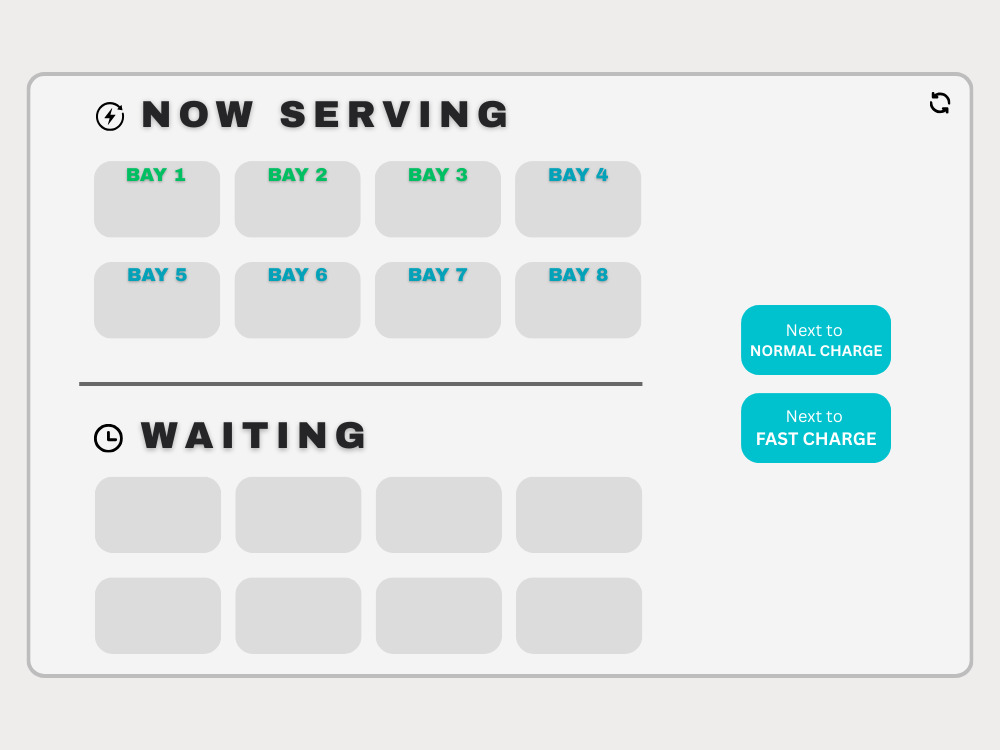 NOW SERVING
BAY 1
BAY 2
BAY 3
BAY 4
BAY 5
BAY 6
BAY 7
BAY 8
Next to
NORMAL CHARGE
Next to
FAST CHARGE
WAITING